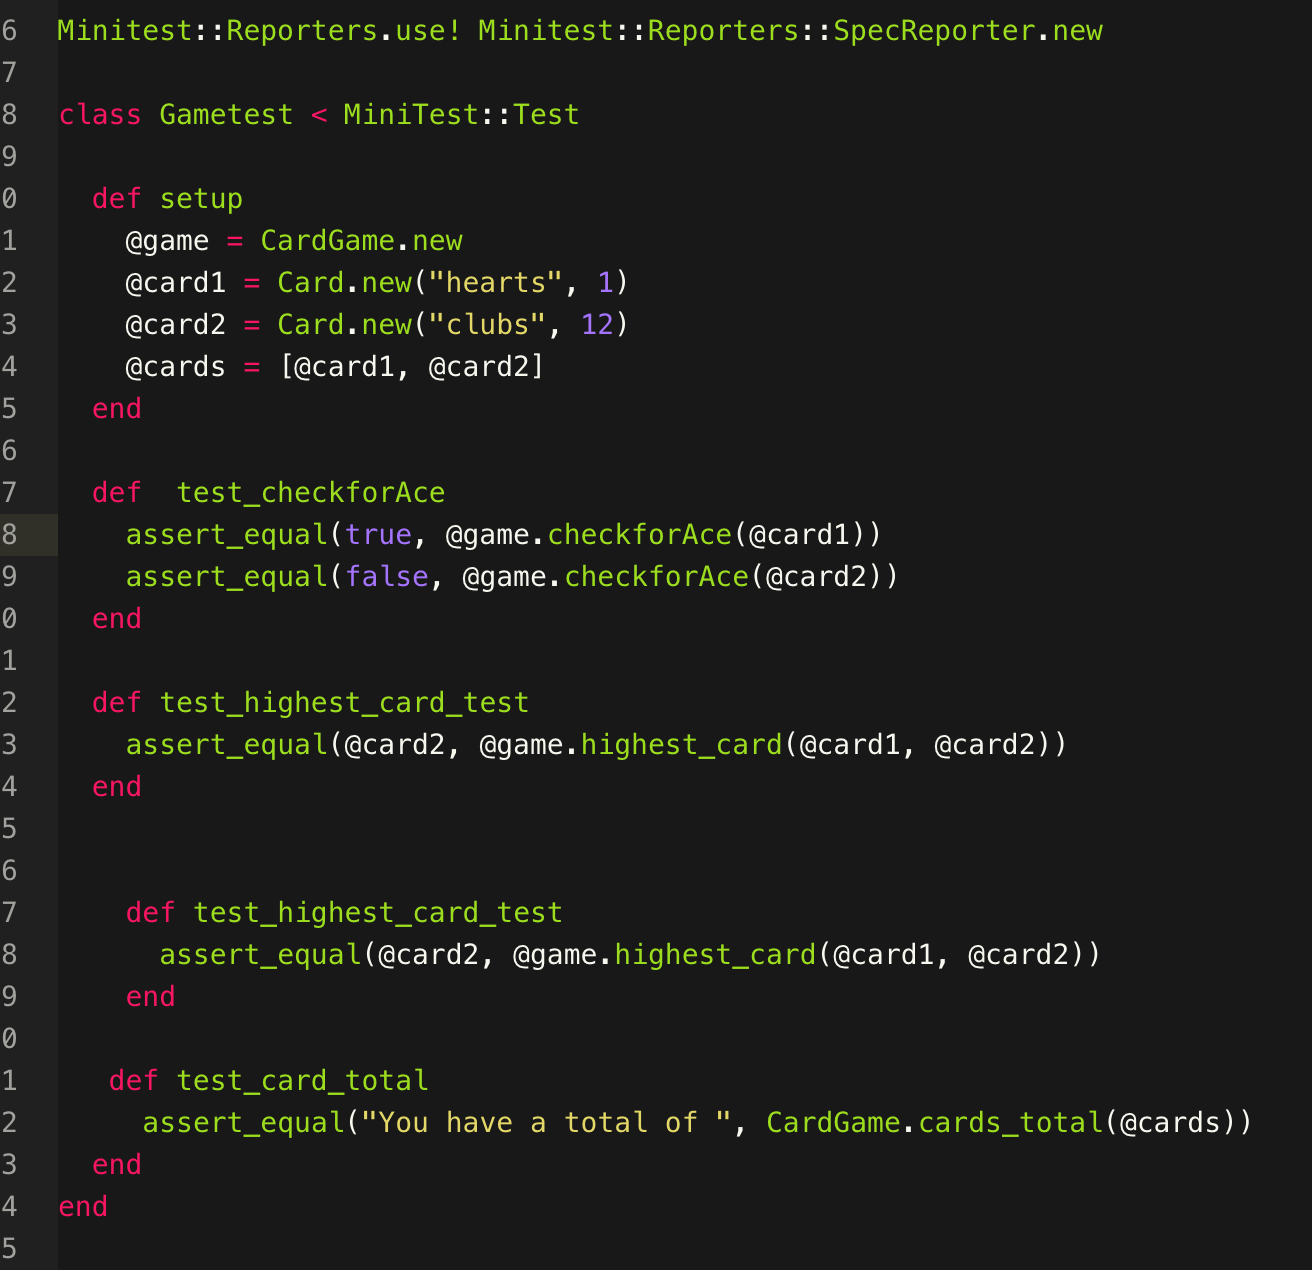 6 Minitest::Reporters.use! Minitest::Reporters::SpecReporter.new
7
8 class Gametest < MiniTest::Test
9
0   def setup
1     @game = CardGame.new
2     @card1 = Card.new("hearts", 1)
3     @card2 = Card.new("clubs", 12)
4     @cards = [@card1, @card2]
5   end
6
7   def  test_checkforAce
8     assert_equal(true, @game.checkforAce(@card1))
9     assert_equal(false, @game.checkforAce(@card2))
0   end
1
2   def test_highest_card_test
3     assert_equal(@card2, @game.highest_card(@card1, @card2))
4   end
5
6
7     def test_highest_card_test
8       assert_equal(@card2, @game.highest_card(@card1, @card2))
9     end
0
1    def test_card_total
2      assert_equal("You have a total of ", CardGame.cards_total(@cards))
3   end
4 end
5